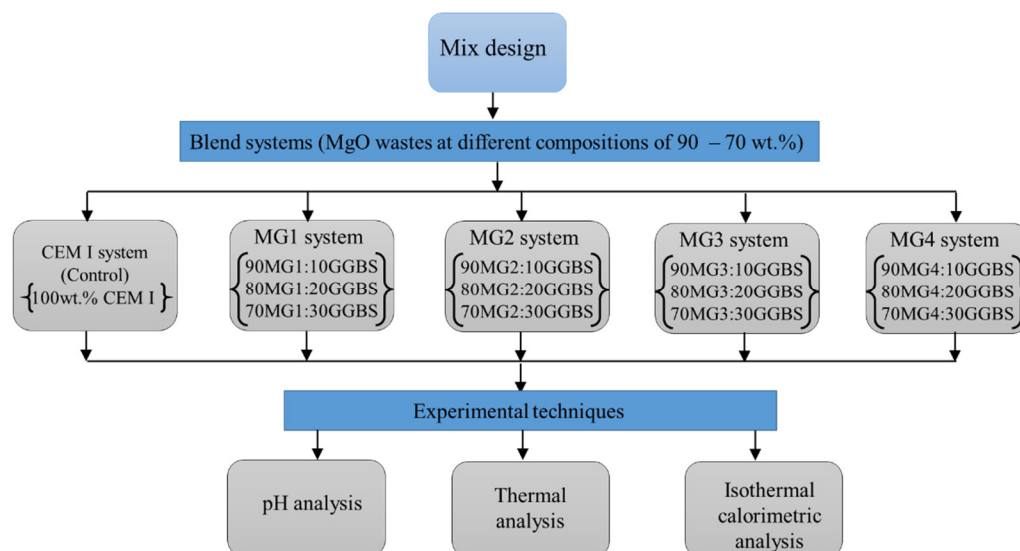 Mix design
Blend systems (MgO wastes at different compositions of 90 – 70 wt.%)
CEM I system
(Control)
{100wt.% CEM I }
MG1 system
90MG1:10GGBS
80MG1:20GGBS
70MG1:30GGBS
MG2 system
90MG2:10GGBS
80MG2:20GGBS
70MG2:30GGBS
MG3 system
90MG3:10GGBS
80MG3:20GGBS
70MG3:30GGBS
MG4 system
90MG4:10GGBS
80MG4:20GGBS
70MG4:30GGBS
Experimental techniques
pH analysis
Thermal
analysis
Isothermal
calorimetric
analysis